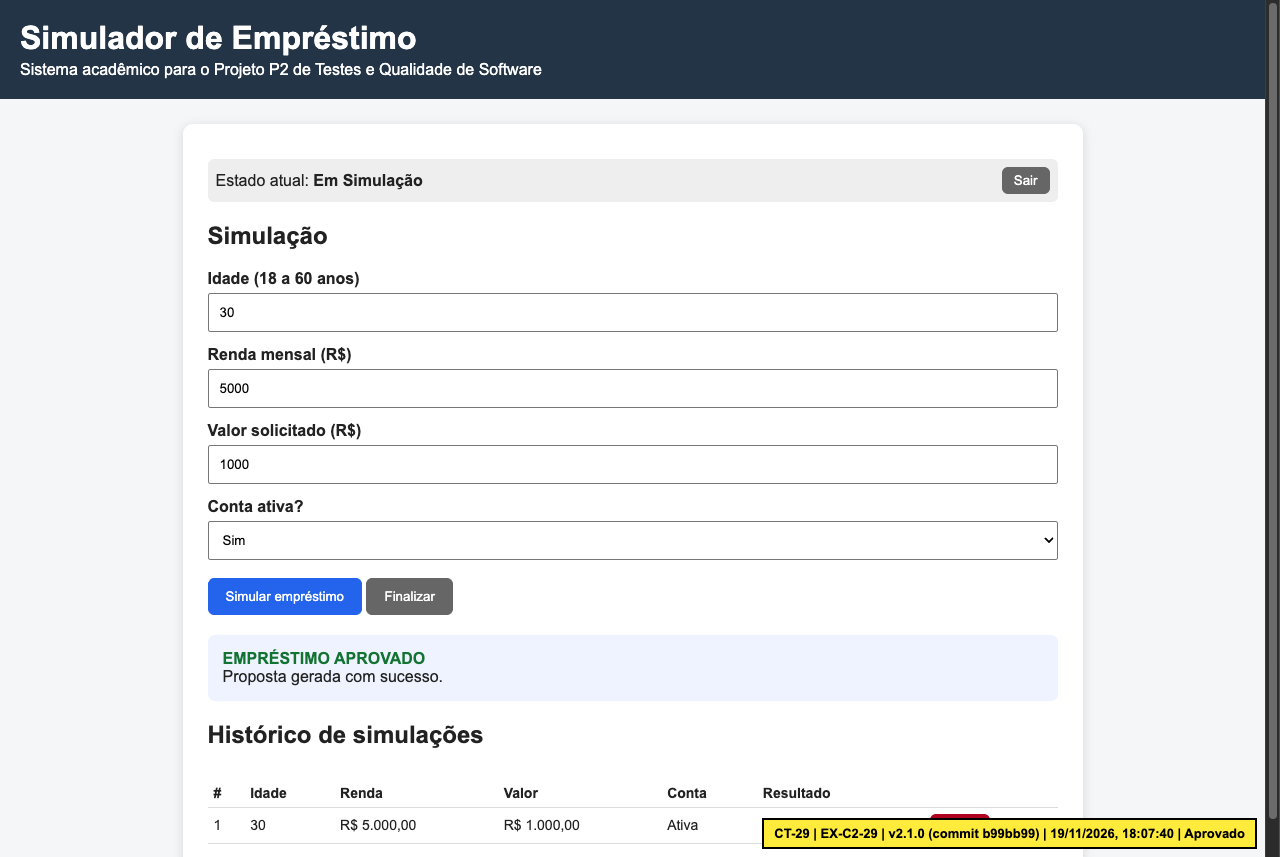 Simulador de Empréstimo
Sistema acadêmico para o Projeto P2 de Testes e Qualidade de Software
Estado atual: Em Simulação Sair
Simulação
Idade (18 a 60 anos)
30
Renda mensal (R$)
5000
Valor solicitado (R$)
1000
Conta ativa?
Sim
Simular empréstimo Finalizar
EMPRÉSTIMO APROVADO
Proposta gerada com sucesso.
Histórico de simulações
# Idade Renda Valor Conta Resultado
1 30 R$ 5.000,00 R$ 1.000,00 Ativa
CT-29 | EX-C2-29 | v2.1.0 (commit b99bb99) | 19/11/2026, 18:07:40 | Aprovado